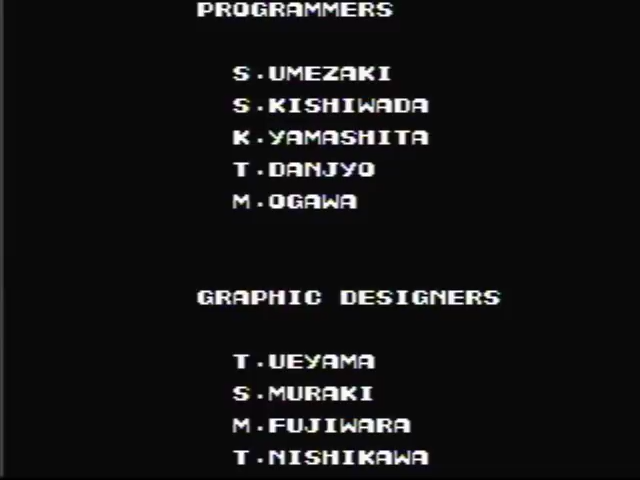 PROGRAMMERS
S.UMEZAKI
S.KISHIWADA
K.YAMASHITA
T.DANJYO
M.OGAWA
GRAPHIC DESIGNERS
T.UEYAMA
S.MURAKI
M.FUJIWARA
T.NISHIKAWA